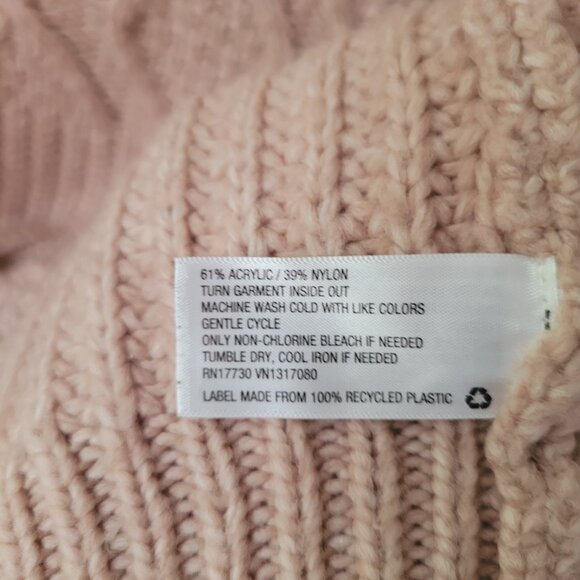 61% ACRYLIC / 39% NYLON
TURN GARMENT INSIDE OUT
MACHINE WASH COLD WITH LIKE COLORS
GENTLE CYCLE
ONLY NON-CHLORINE BLEACH IF NEEDED
TUMBLE DRY, COOL IRON IF NEEDED
RN17730 VN1317080
LABEL MADE FROM 100% RECYCLED PLASTIC